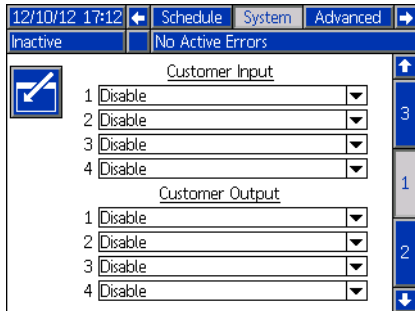 12/10/12 17:12 Schedule System Advanced
Inactive No Active Errors
Customer Input
1 Disable
2 Disable
3 Disable
4 Disable
Customer Output
1 Disable
2 Disable
3 Disable
4 Disable
3
1
2